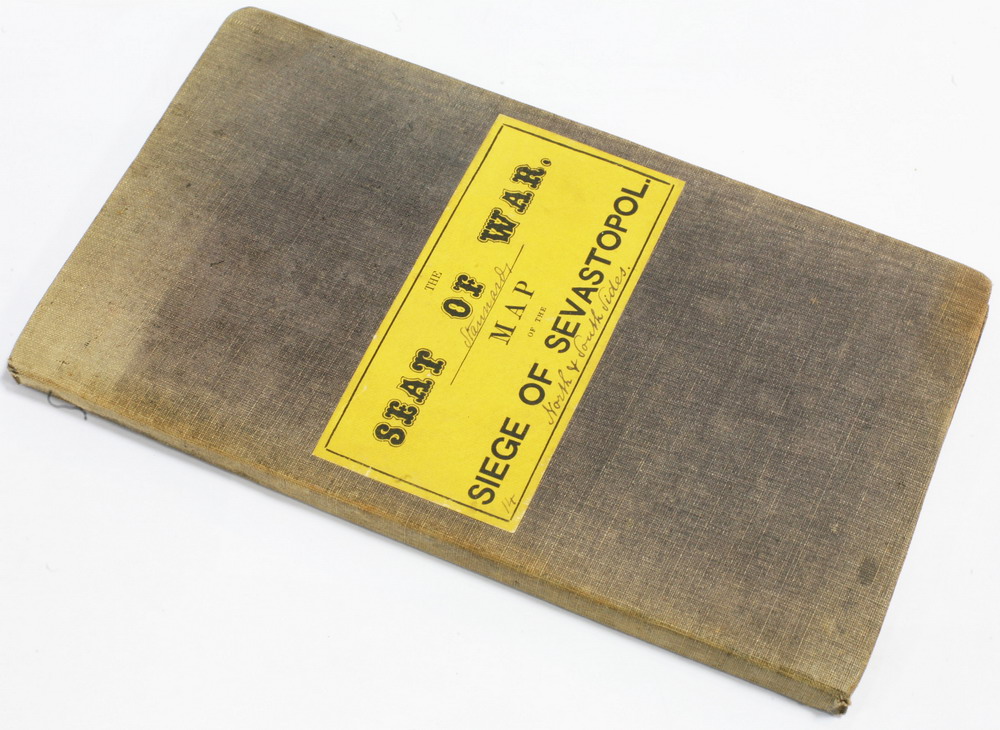 THE
SEAT OF WAR.
Stannard's
MAP
OF THE
SIEGE OF SEVASTOPOL.
North & South Sides.